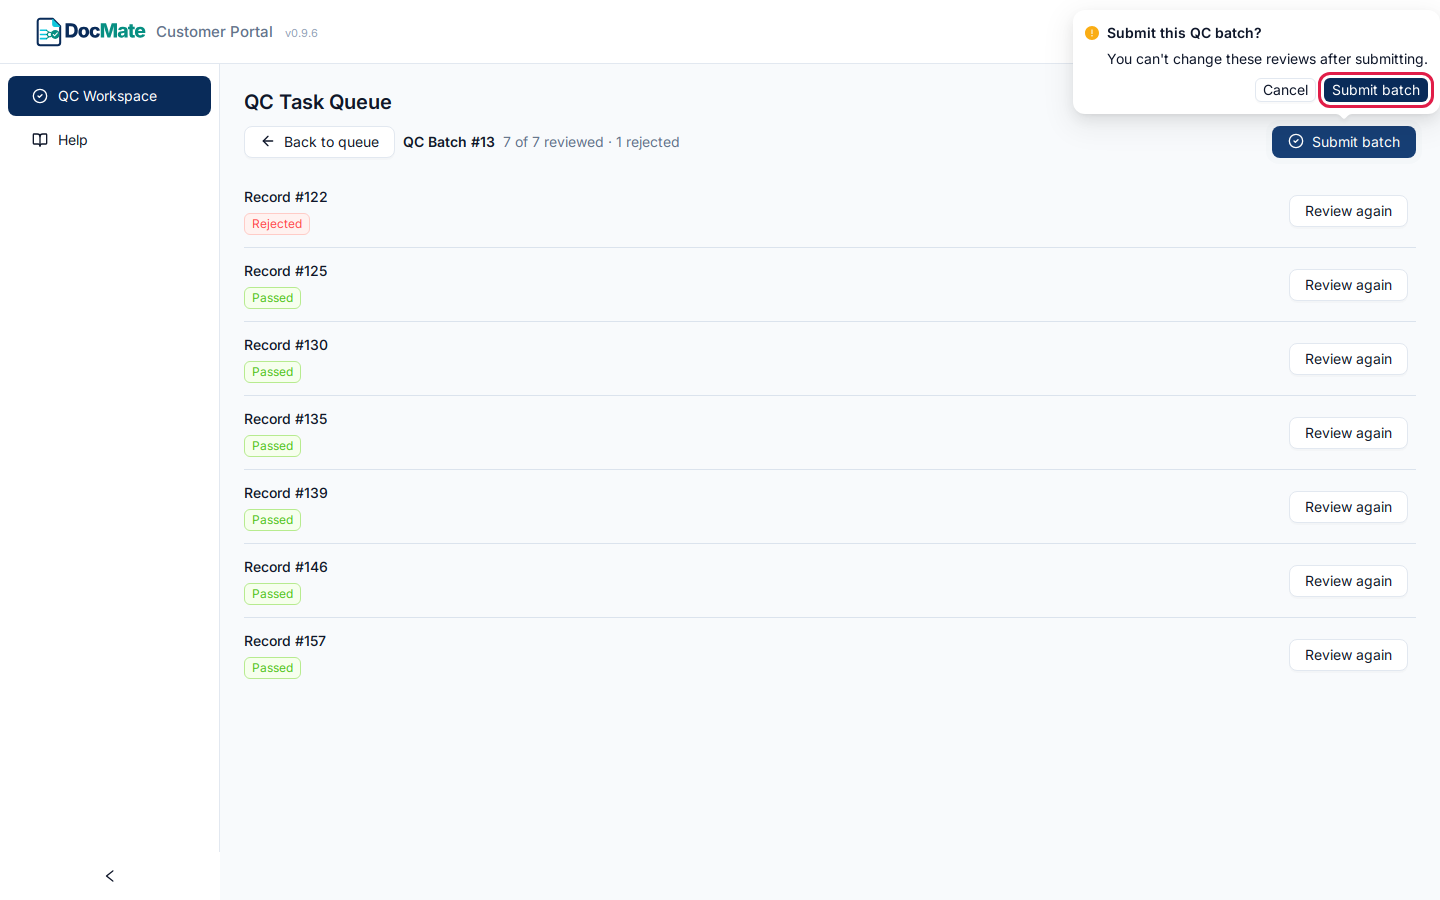 DocMate Customer Portal v0.9.6
Submit this QC batch?
You can't change these reviews after submitting.
Cancel Submit batch
QC Workspace
Help
QC Task Queue
Back to queue QC Batch #13 7 of 7 reviewed · 1 rejected Submit batch
Record #122
Rejected
Review again
Record #125
Passed
Review again
Record #130
Passed
Review again
Record #135
Passed
Review again
Record #139
Passed
Review again
Record #146
Passed
Review again
Record #157
Passed
Review again